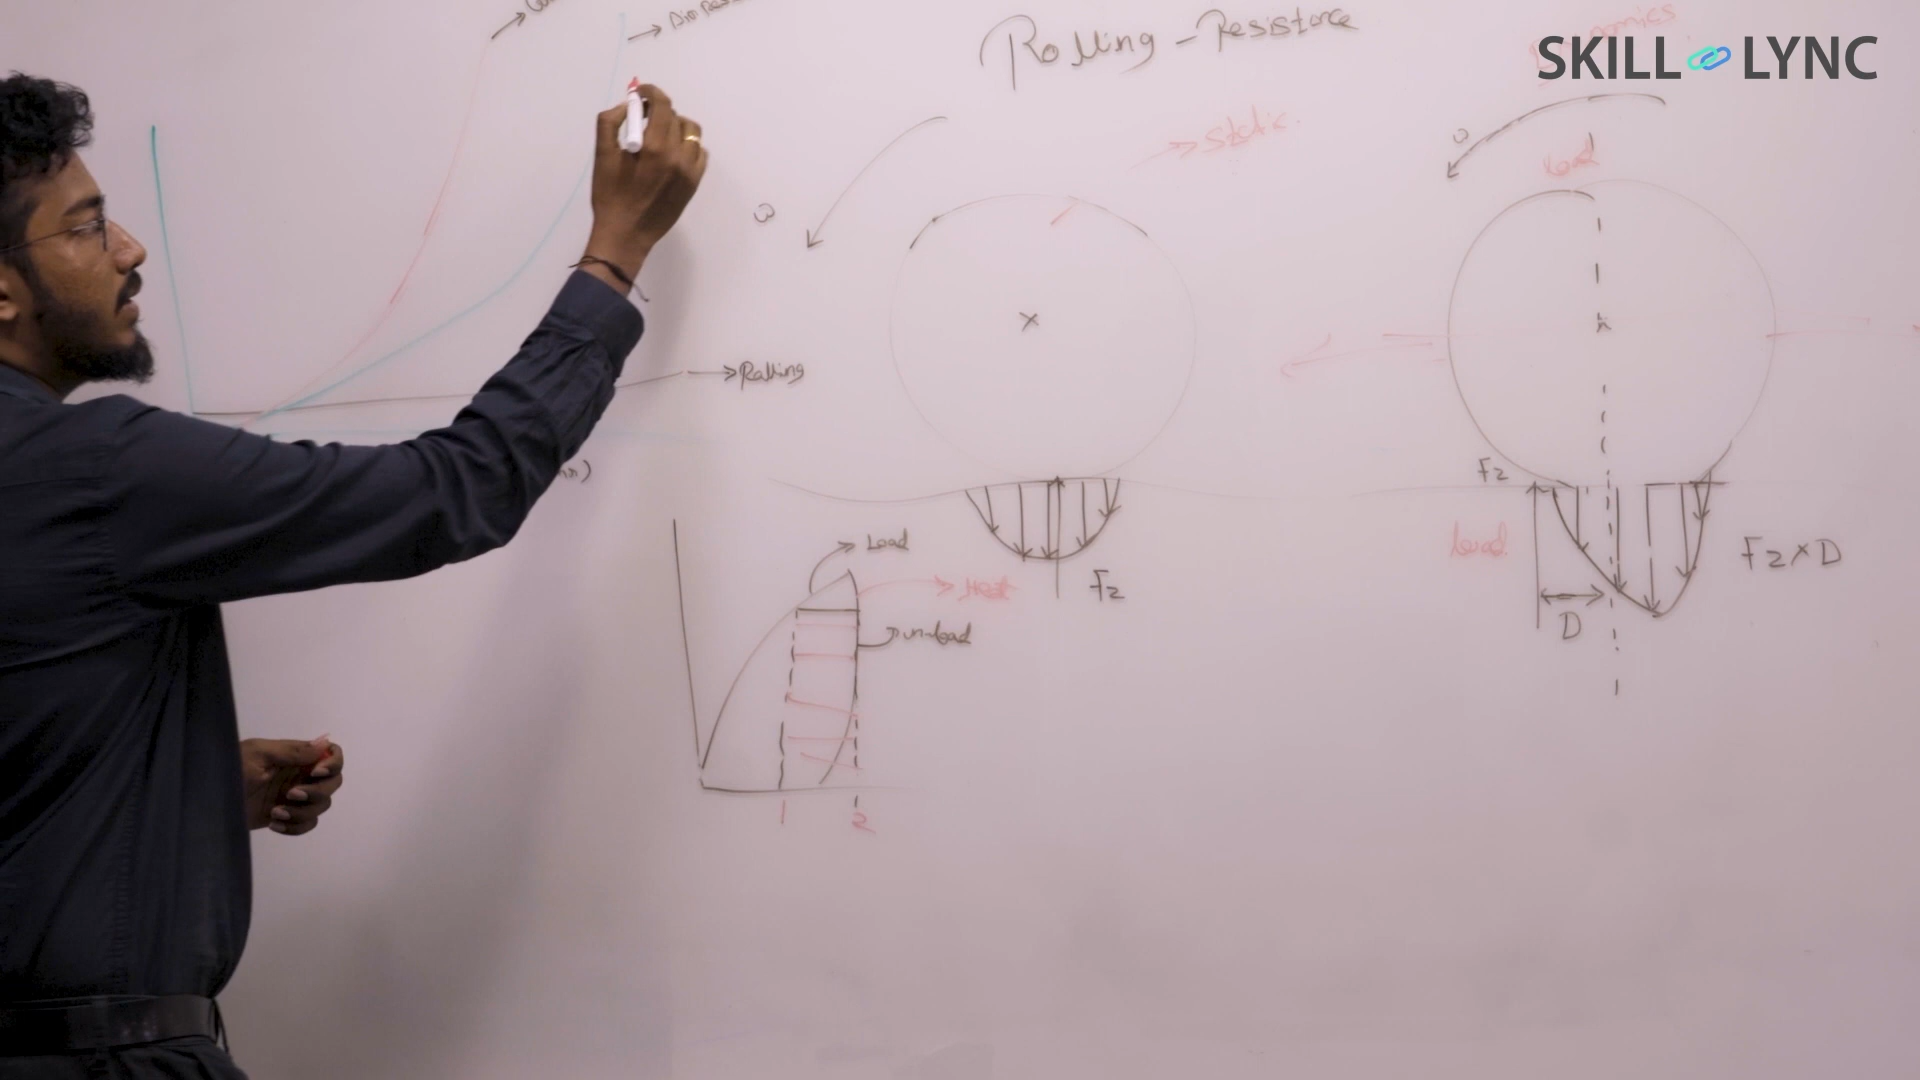 Rolling - Resistance
SKILL LYNC
→ Static
ω
ω
Load
→ Rolling
Fz
Load
Load
Heat
un-load
Fz
Fz × D
D
1
2